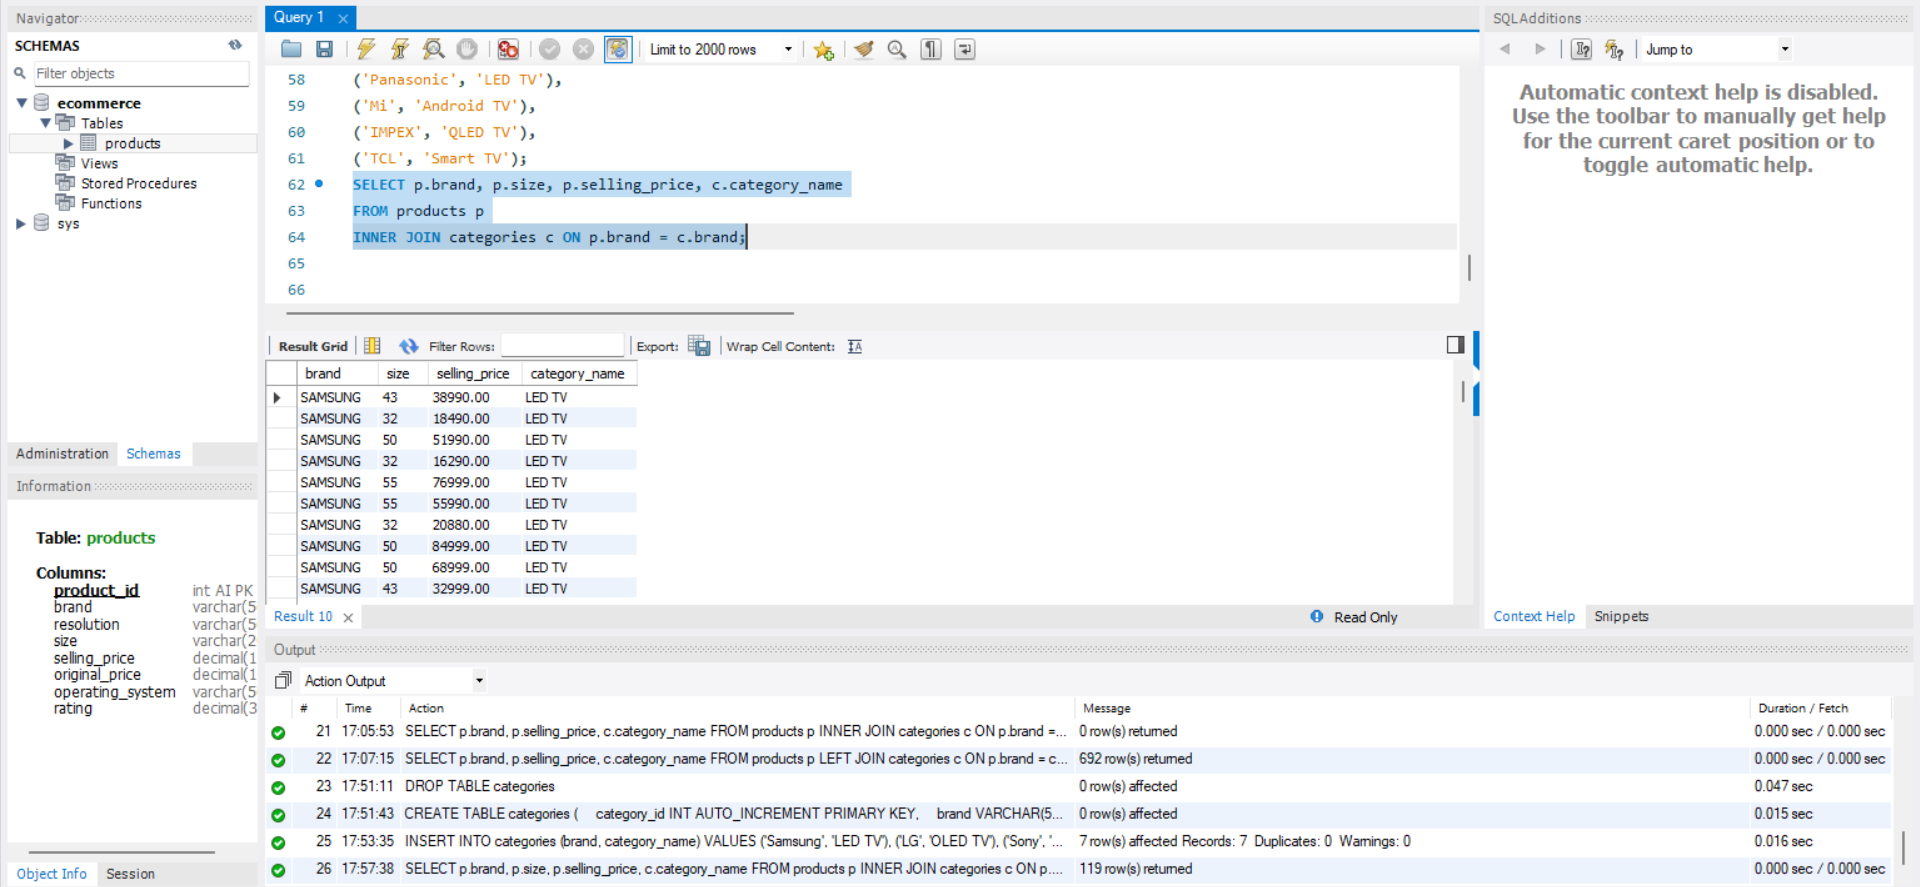 Navigator
SCHEMAS
Filter objects
ecommerce
Tables
products
Views
Stored Procedures
Functions
sys
Administration Schemas
Information
Table: products
Columns:
product_id int AI PK
brand varchar(5
resolution varchar(5
size varchar(2
selling_price decimal(1
original_price decimal(1
operating_system varchar(5
rating decimal(3
Object Info Session
Query 1
Limit to 2000 rows
58 ('Panasonic', 'LED TV'),
59 ('Mi', 'Android TV'),
60 ('IMPEX', 'QLED TV'),
61 ('TCL', 'Smart TV');
62 SELECT p.brand, p.size, p.selling_price, c.category_name
63 FROM products p
64 INNER JOIN categories c ON p.brand = c.brand;
65
66
Result Grid Filter Rows: Export: Wrap Cell Content:
brand size selling_price category_name
SAMSUNG 43 38990.00 LED TV
SAMSUNG 32 18490.00 LED TV
SAMSUNG 50 51990.00 LED TV
SAMSUNG 32 16290.00 LED TV
SAMSUNG 55 76999.00 LED TV
SAMSUNG 55 55990.00 LED TV
SAMSUNG 32 20880.00 LED TV
SAMSUNG 50 84999.00 LED TV
SAMSUNG 50 68999.00 LED TV
SAMSUNG 43 32999.00 LED TV
Result 10 Read Only
Output
Action Output
# Time Action Message Duration / Fetch
21 17:05:53 SELECT p.brand, p.selling_price, c.category_name FROM products p INNER JOIN categories c ON p.brand =... 0 row(s) returned 0.000 sec / 0.000 sec
22 17:07:15 SELECT p.brand, p.selling_price, c.category_name FROM products p LEFT JOIN categories c ON p.brand = c... 692 row(s) returned 0.000 sec / 0.000 sec
23 17:51:11 DROP TABLE categories 0 row(s) affected 0.047 sec
24 17:51:43 CREATE TABLE categories ( category_id INT AUTO_INCREMENT PRIMARY KEY, brand VARCHAR(5... 0 row(s) affected 0.015 sec
25 17:53:35 INSERT INTO categories (brand, category_name) VALUES ('Samsung', 'LED TV'), ('LG', 'OLED TV'), ('Sony', '... 7 row(s) affected Records: 7 Duplicates: 0 Warnings: 0 0.016 sec
26 17:57:38 SELECT p.brand, p.size, p.selling_price, c.category_name FROM products p INNER JOIN categories c ON p.... 119 row(s) returned 0.000 sec / 0.000 sec
SQLAdditions
Jump to
Automatic context help is disabled.
Use the toolbar to manually get help
for the current caret position or to
toggle automatic help.
Context Help Snippets